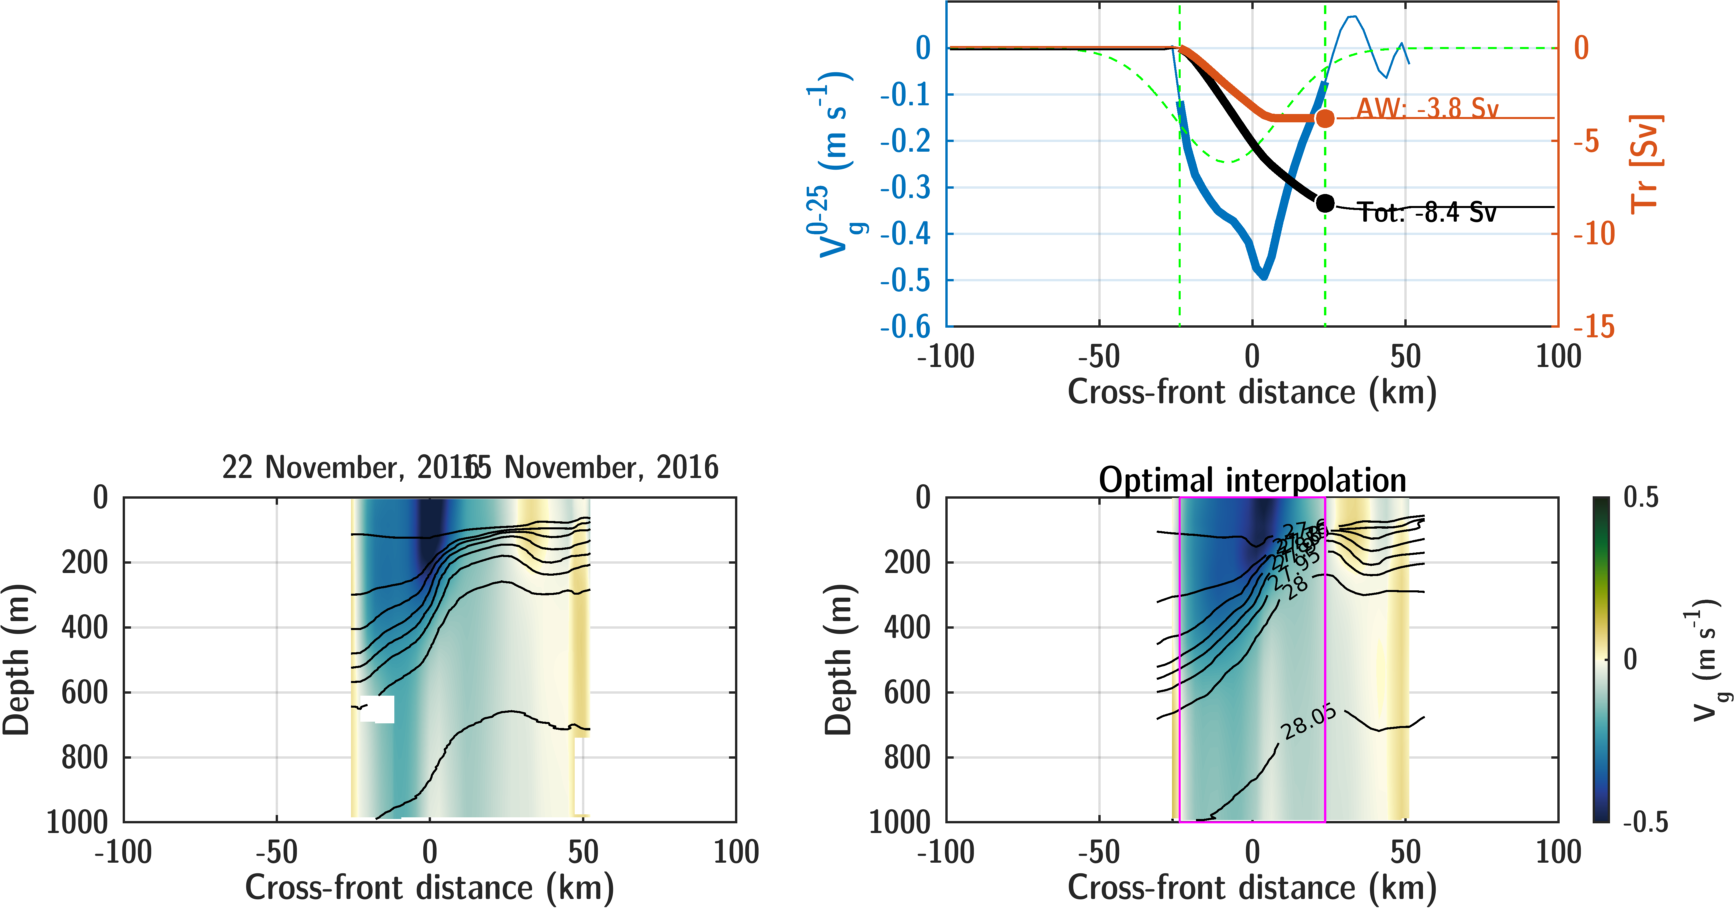 0
-0.1
-0.2
-0.3
-0.4
-0.5
-0.6
V_g^0-25 (m s^-1)
0
-5
-10
-15
Tr [Sv]
AW: -3.8 Sv
Tot: -8.4 Sv
-100 -50 0 50 100
Cross-front distance (km)
22 November, 2016
15 November, 2016
0
200
400
600
800
1000
Depth (m)
-100 -50 0 50 100
Cross-front distance (km)
Optimal interpolation
0
200
400
600
800
1000
Depth (m)
27.95
28
28.05
-100 -50 0 50 100
Cross-front distance (km)
0.5
0
-0.5
V_g (m s^-1)